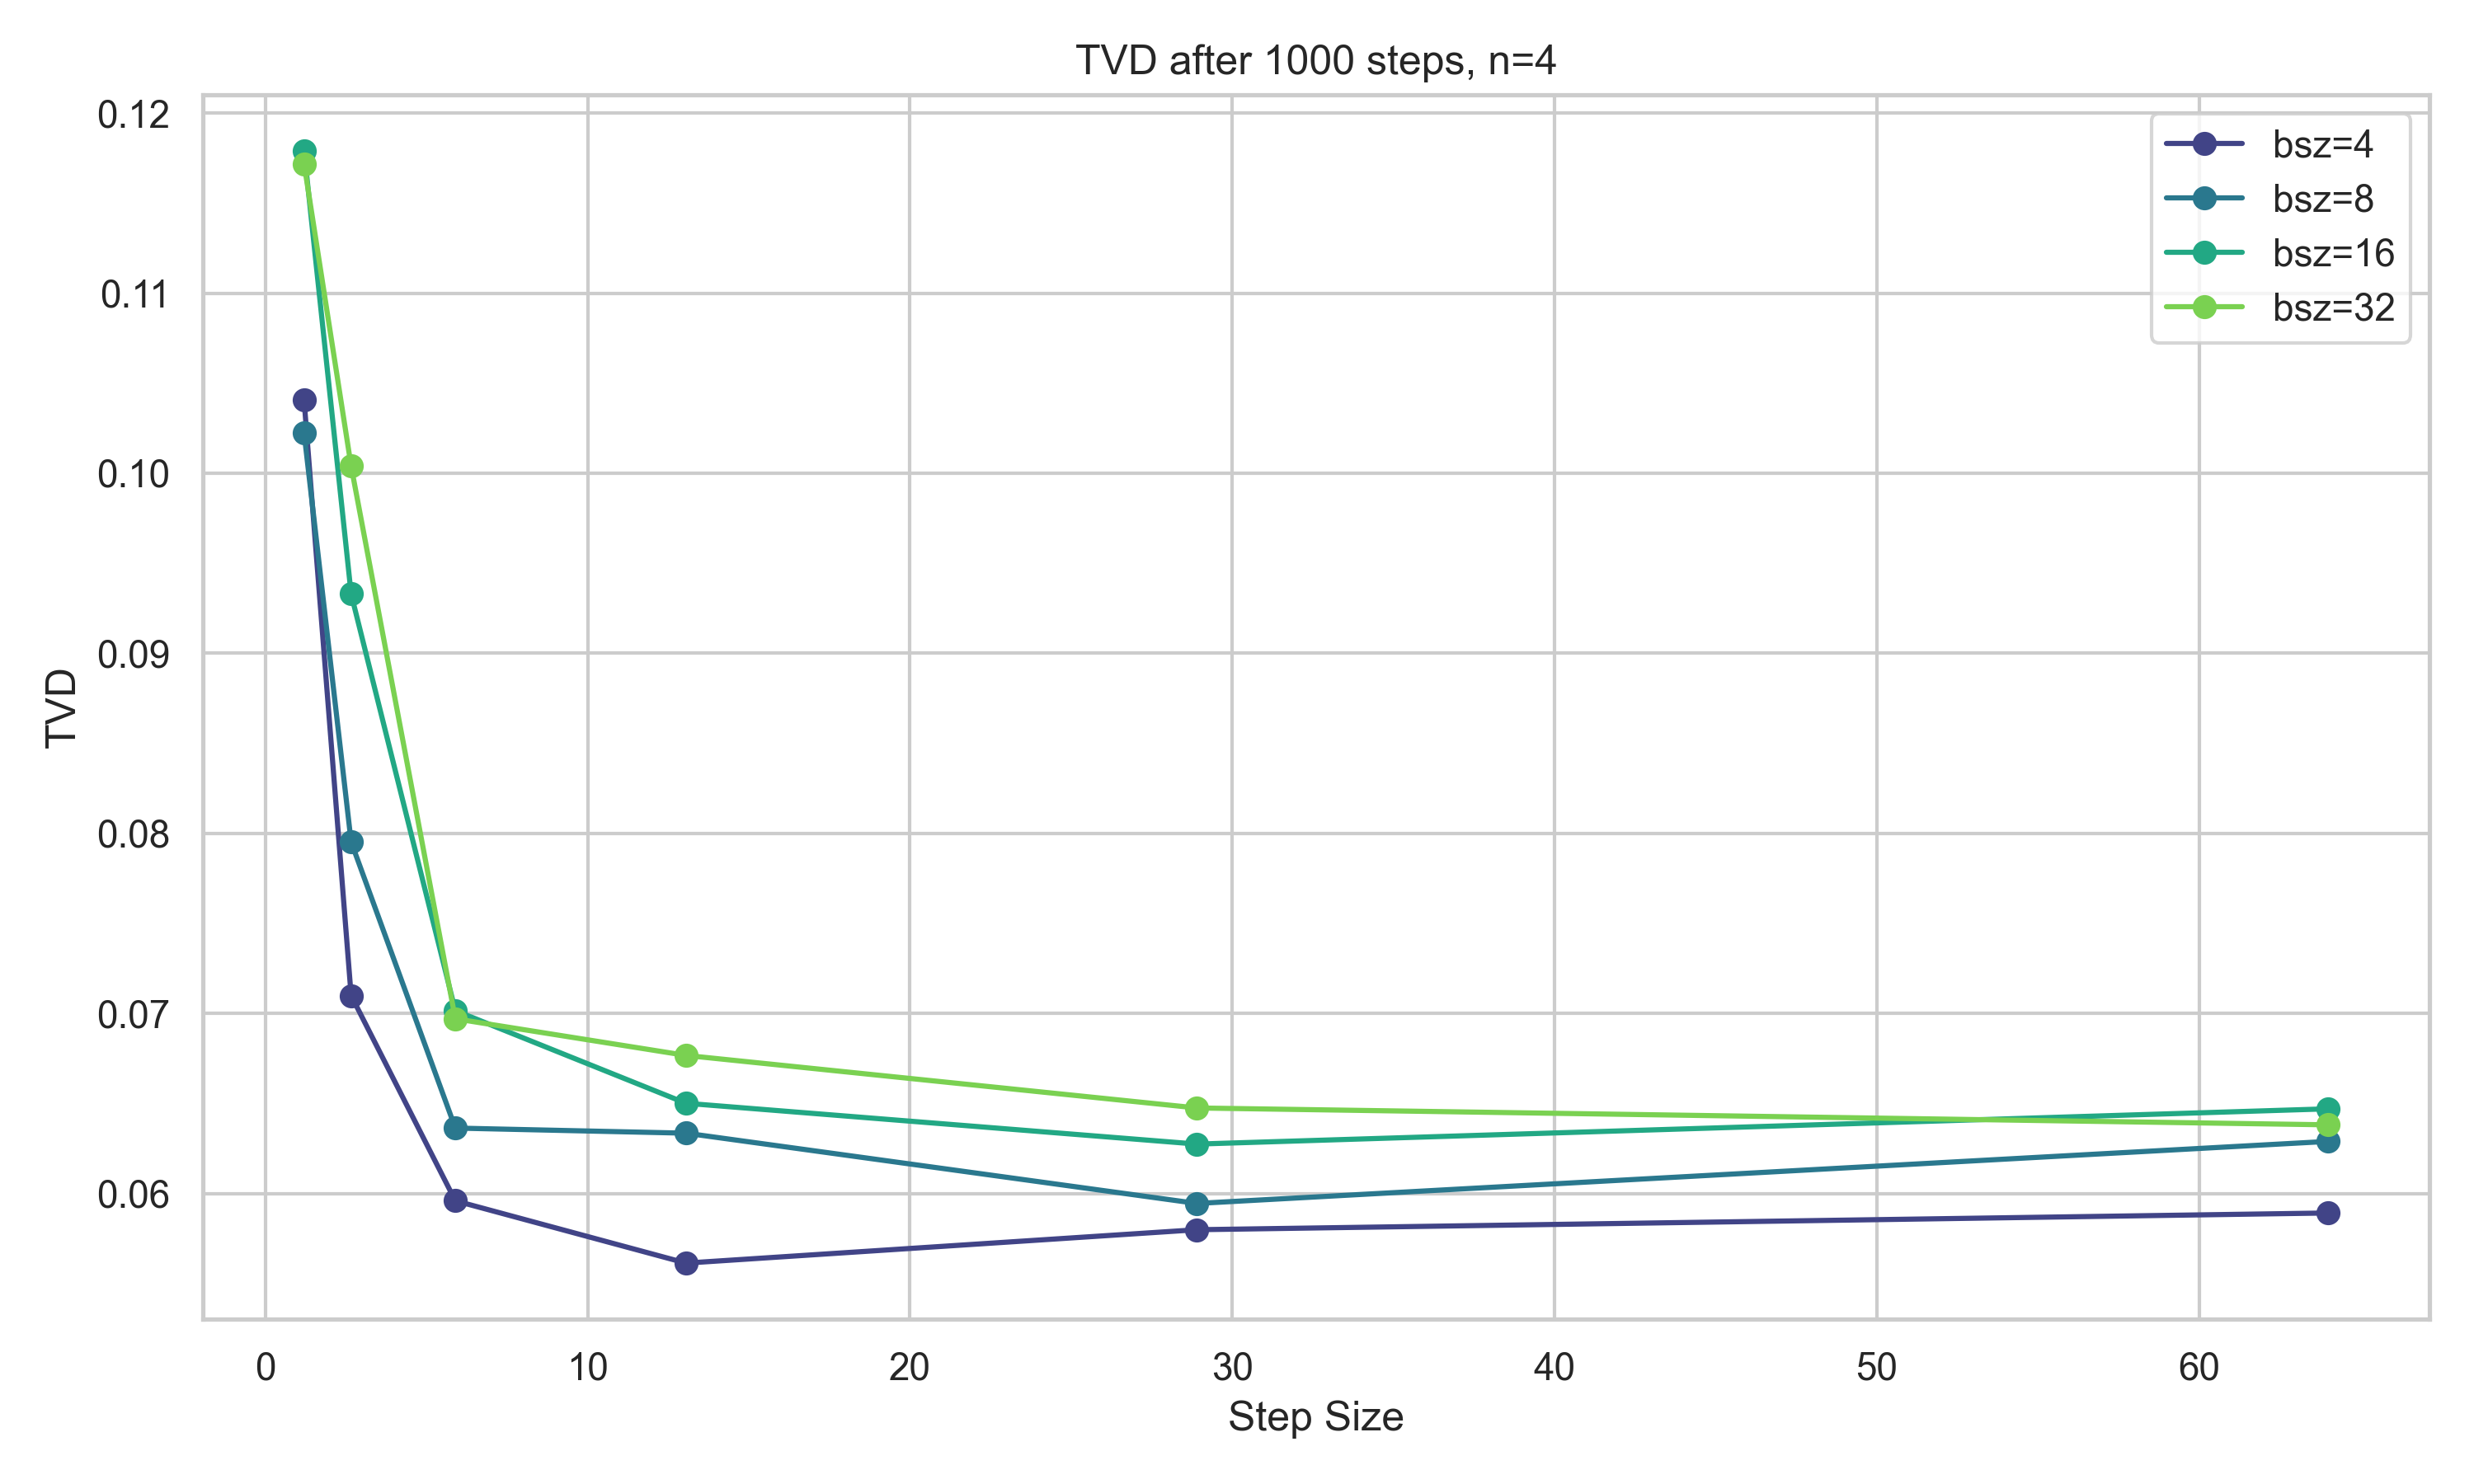 TVD after 1000 steps, n=4
0.12
0.11
0.10
0.09
0.08
0.07
0.06
TVD
bsz=4
bsz=8
bsz=16
bsz=32
0 10 20 30 40 50 60
Step Size